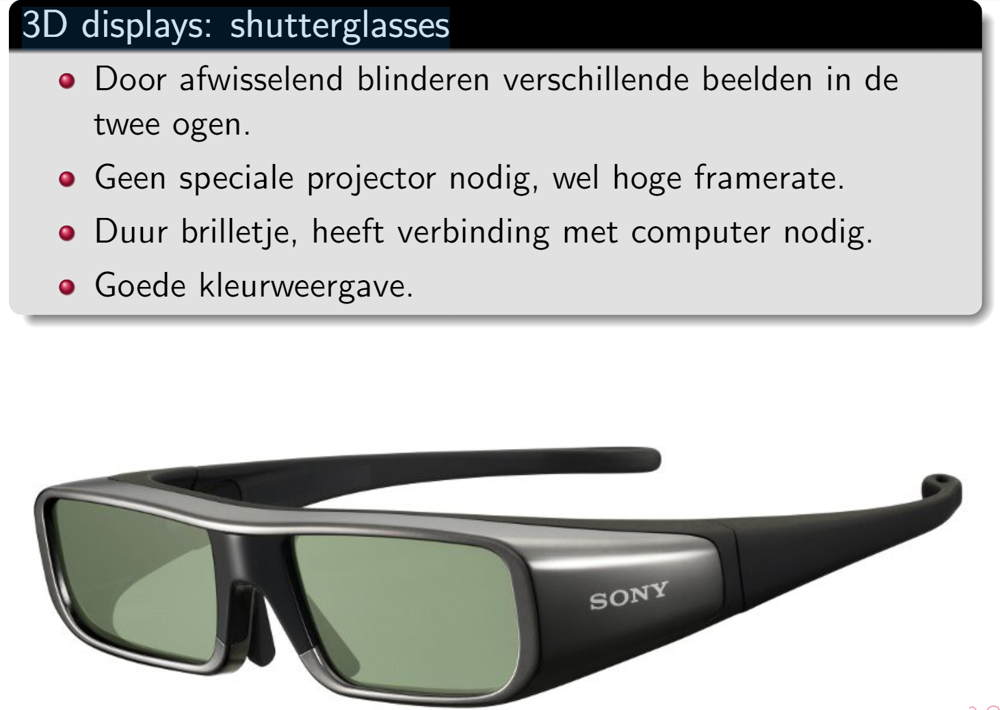 3D displays: shutterglasses
Door afwisselend blinderen verschillende beelden in de
twee ogen.
Geen speciale projector nodig, wel hoge framerate.
Duur brilletje, heeft verbinding met computer nodig.
Goede kleurweergave.
SONY